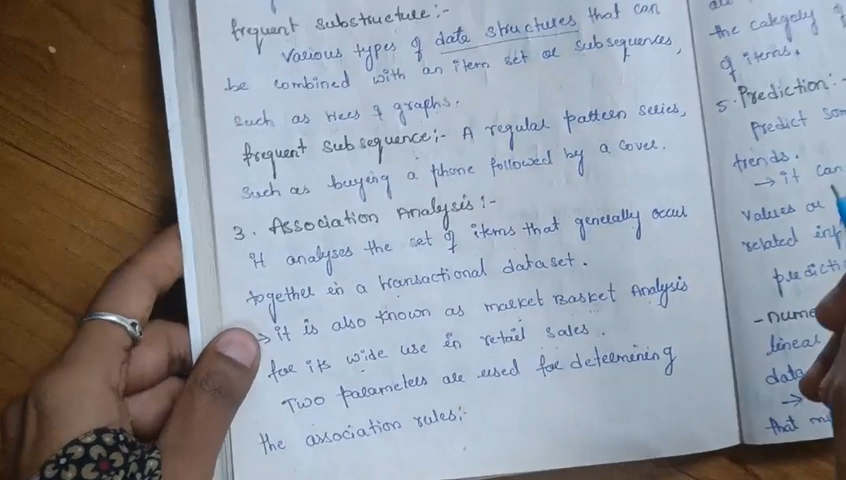 frequent substructure:-
Various types of data structures that can
be combined with an item set or subsequences,
such as trees & graphs.
frequent subsequence:- A regular pattern series,
such as buying a phone followed by a cover.
3. Association Analysis:-
it analyses the set of items that generally occur
together in a transactional dataset.
→ it is also known as market Basket Analysis
for its wide use in retail sales.
Two parameters are used for determining
the association rules:-
the category
of items.
5. Prediction:-
predict
trends.
→ it can
values or
related
linear
data
→
that